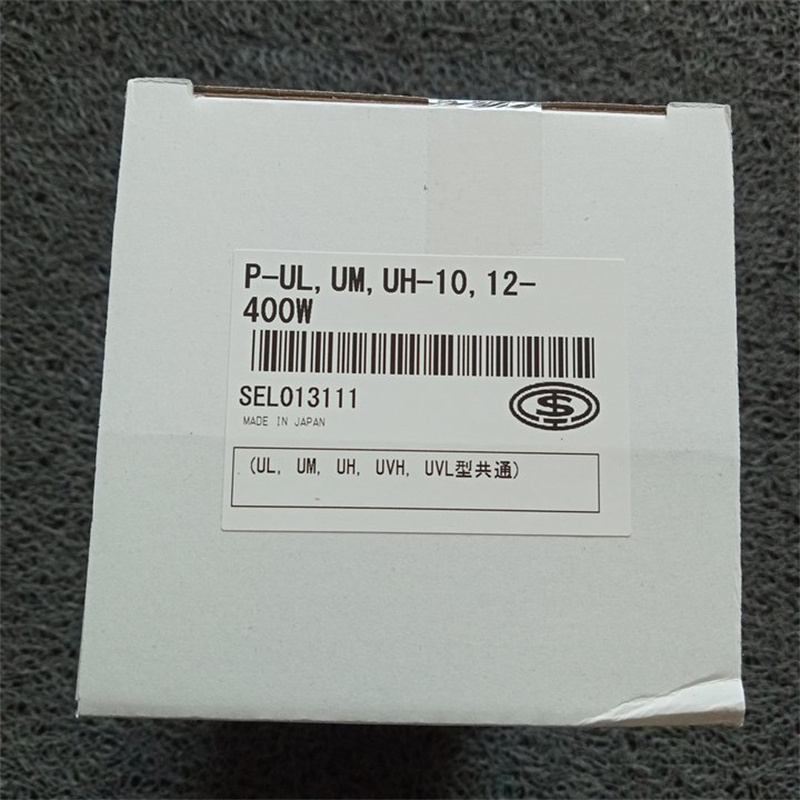 P-UL,UM,UH-10,12-
400W
SEL013111
MADE IN JAPAN
(UL, UM, UH, UVH, UVL型共通)